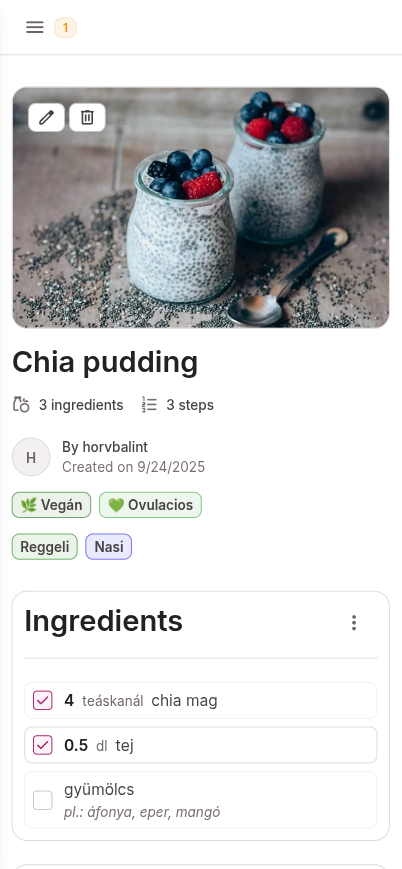 1
Chia pudding
3 ingredients 3 steps
H
By horvbalint
Created on 9/24/2025
🌿 Vegán 💚 Ovulacios
Reggeli Nasi
Ingredients
4 teáskanál chia mag
0.5 dl tej
gyümölcs
pl.: áfonya, eper, mangó